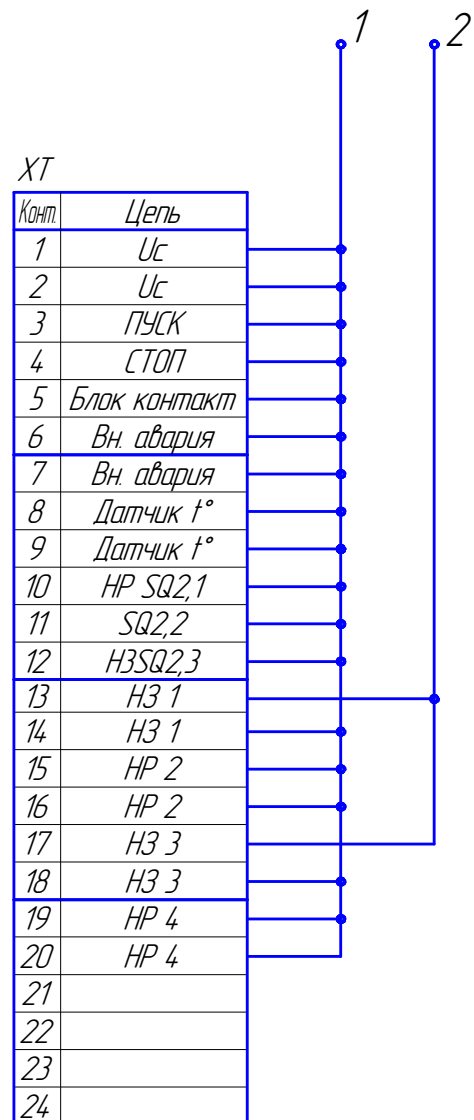 1 2
XT
Конт. Цепь
1 Uc
2 Uc
3 ПУСК
4 СТОП
5 Блок контакт
6 Вн. авария
7 Вн. авария
8 Датчик t°
9 Датчик t°
10 НР SQ2,1
11 SQ2,2
12 НЗSQ2,3
13 НЗ 1
14 НЗ 1
15 НР 2
16 НР 2
17 НЗ 3
18 НЗ 3
19 НР 4
20 НР 4
21
22
23
24